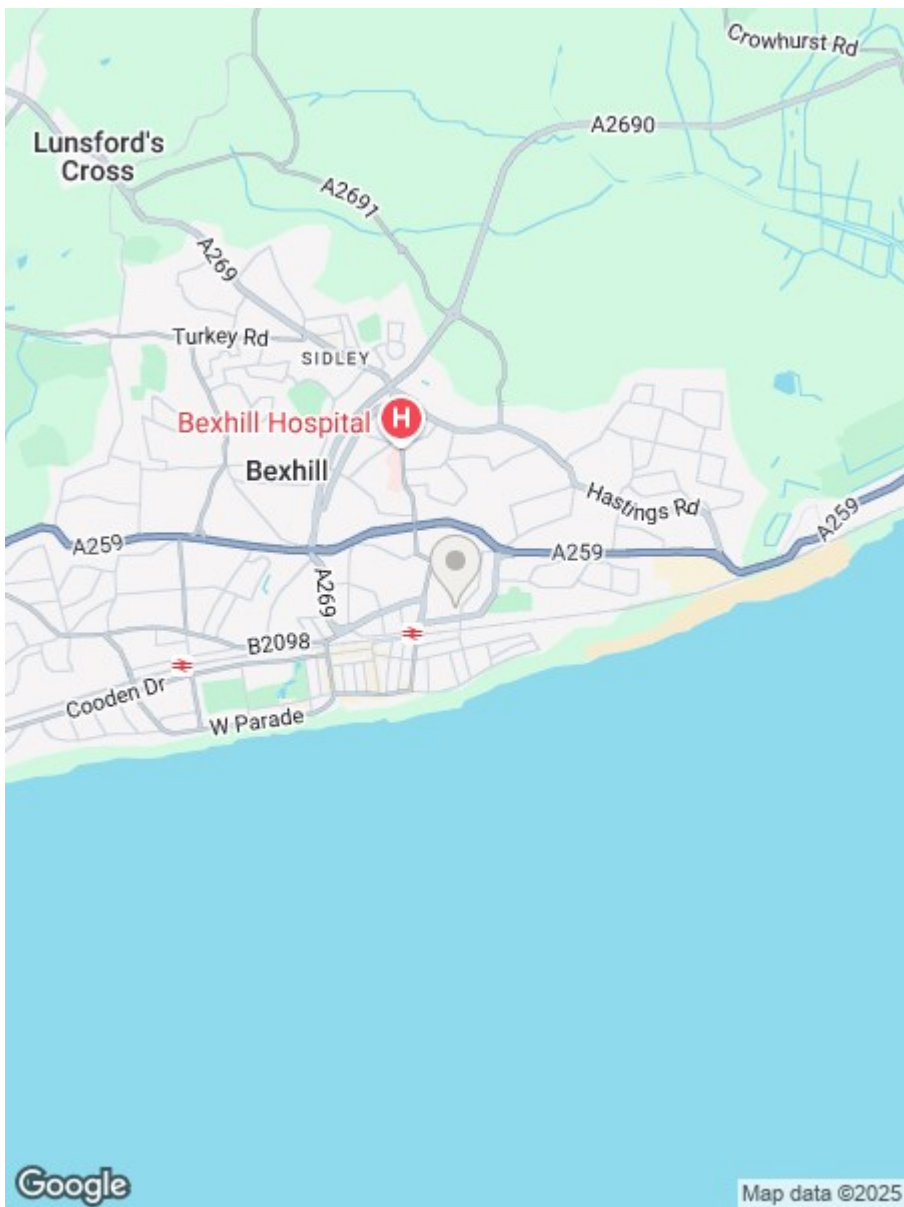 Crowhurst Rd
A2690
Lunsford's
Cross
A2691
A269
Turkey Rd
SIDLEY
Bexhill Hospital
H
Bexhill
Hastings Rd
A259
A259
A259
A269
B2098
Cooden Dr
W Parade
Google
Map data ©2025